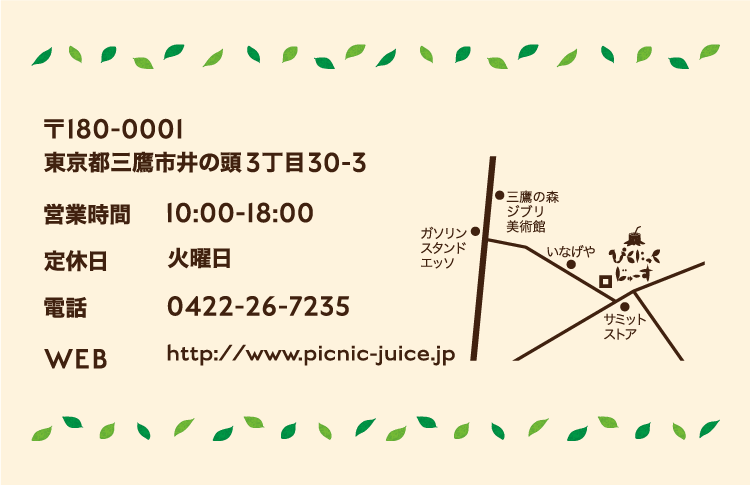 〒180-0001
東京都三鷹市井の頭3丁目30-3
営業時間 10:00-18:00
定休日 火曜日
電話 0422-26-7235
WEB http://www.picnic-juice.jp
三鷹の森
ジブリ
美術館
ガソリン
スタンド
エッソ
いなげや
ぴくにっく
じゅーす
サミット
ストア